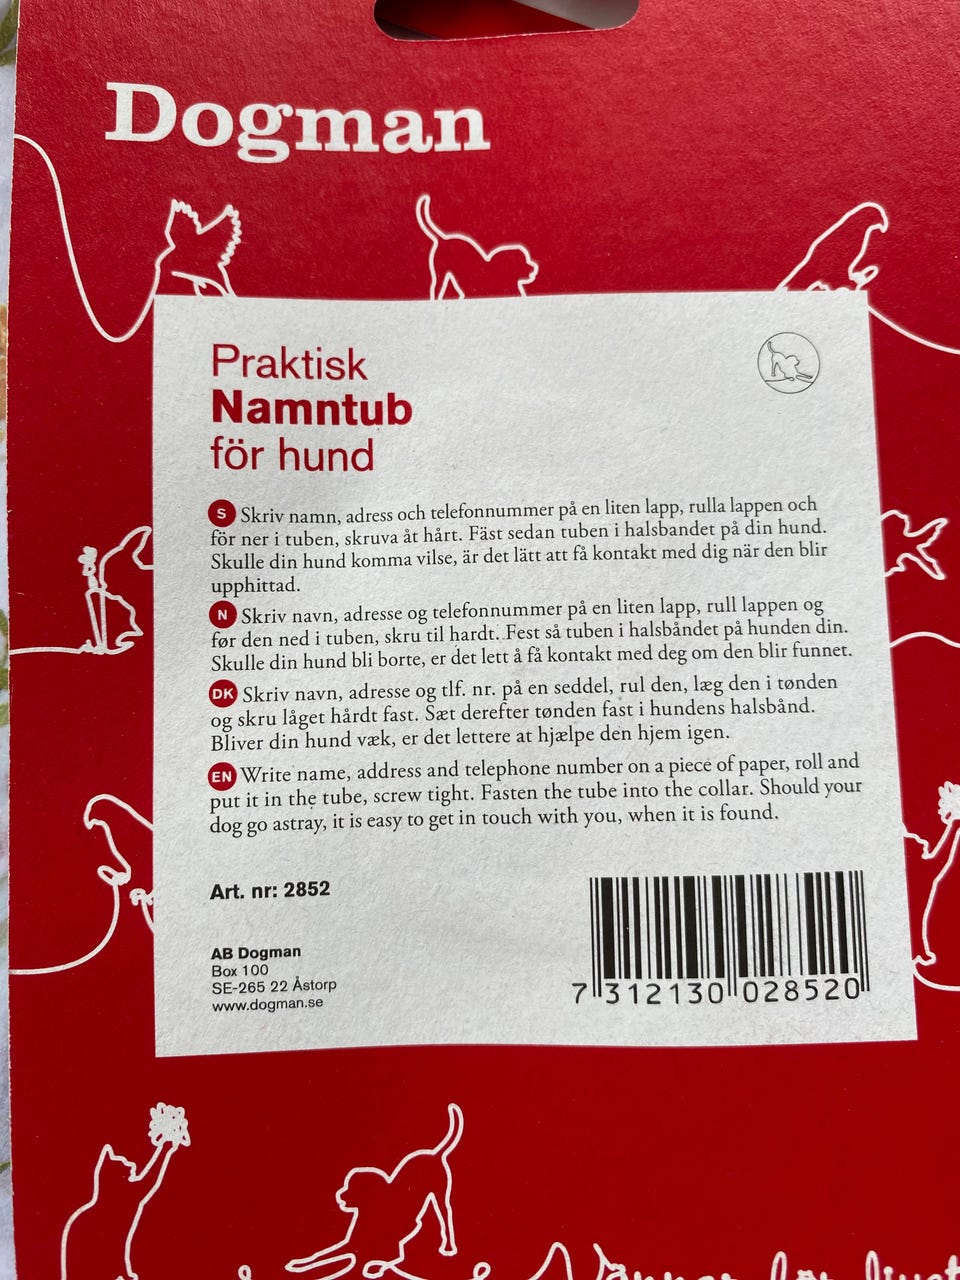 Dogman
Praktisk
Namntub
för hund
S Skriv namn, adress och telefonnummer på en liten lapp, rulla lappen och
för ner i tuben, skruva åt hårt. Fäst sedan tuben i halsbandet på din hund.
Skulle din hund komma vilse, är det lätt att få kontakt med dig när den blir
upphittad.
N Skriv navn, adresse og telefonnummer på en liten lapp, rull lappen og
før den ned i tuben, skru til hardt. Fest så tuben i halsbåndet på hunden din.
Skulle din hund bli borte, er det lett å få kontakt med deg om den blir funnet.
DK Skriv navn, adresse og tlf. nr. på en seddel, rul den, læg den i tønden
og skru låget hårdt fast. Sæt derefter tønden fast i hundens halsbånd.
Bliver din hund væk, er det lettere at hjælpe den hjem igen.
EN Write name, address and telephone number on a piece of paper, roll and
put it in the tube, screw tight. Fasten the tube into the collar. Should your
dog go astray, it is easy to get in touch with you, when it is found.
Art. nr: 2852
AB Dogman
Box 100
SE-265 22 Åstorp
www.dogman.se
7 312130 028520